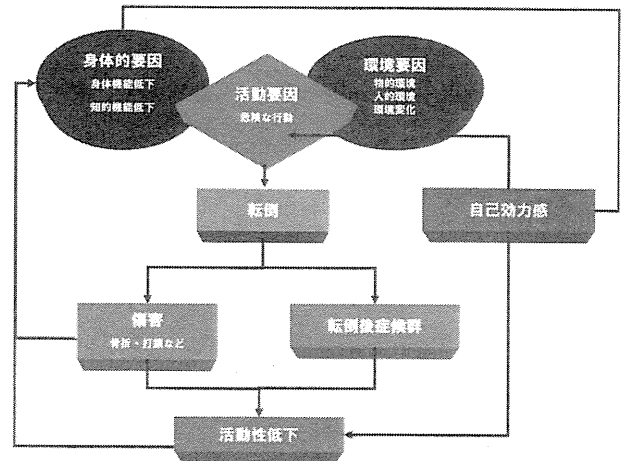 身体的要因
身体機能低下
知的機能低下
活動要因
危険な行動
環境要因
物的環境
人的環境
環境変化
転倒
自己効力感
傷害
骨折・打撲など
転倒後症候群
活動性低下